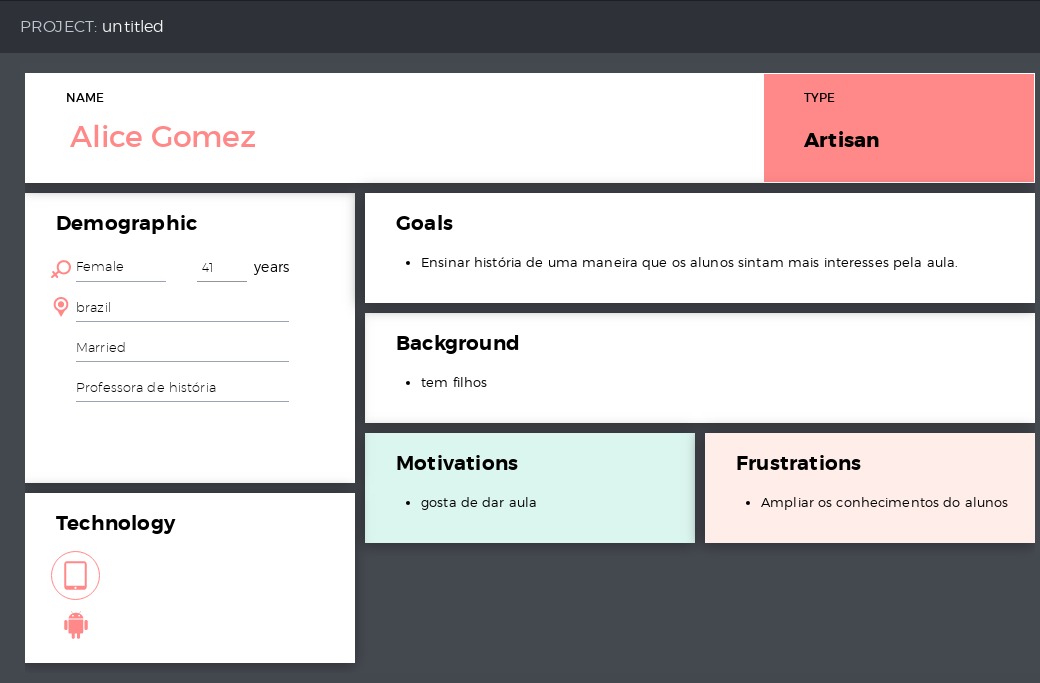 PROJECT: untitled
NAME
Alice Gomez
TYPE
Artisan
Demographic
Female 41 years
brazil
Married
Professora de história
Technology
Goals
• Ensinar história de uma maneira que os alunos sintam mais interesses pela aula.
Background
• tem filhos
Motivations
• gosta de dar aula
Frustrations
• Ampliar os conhecimentos do alunos